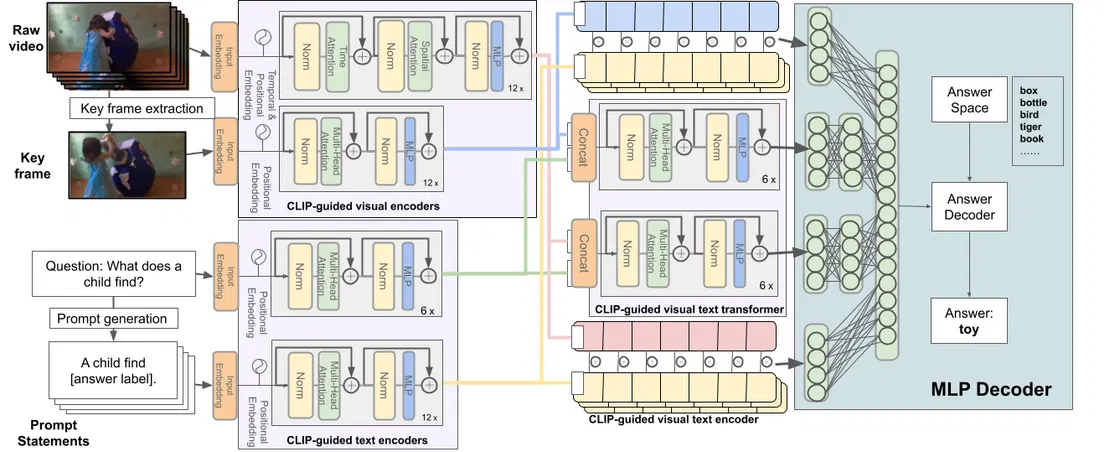 Raw
video
Key frame extraction
Key
frame
Input
Embedding
Temporal &
Positional
Embedding
Norm
Time
Attention
Norm
Spatial
Attention
Norm
MLP
12 x
Input
Embedding
Positional
Embedding
Norm
Multi-Head
Attention
Norm
MLP
12 x
CLIP-guided visual encoders
Question: What does a
child find?
Prompt generation
A child find
[answer label].
Prompt
Statements
Input
Embedding
Positional
Embedding
Norm
Multi-Head
Attention
Norm
MLP
6 x
Input
Embedding
Positional
Embedding
Norm
Multi-Head
Attention
Norm
MLP
12 x
CLIP-guided text encoders
Concat
Norm
Multi-Head
Attention
Norm
MLP
6 x
Concat
Norm
Multi-Head
Attention
Norm
MLP
6 x
CLIP-guided visual text transformer
CLIP-guided visual text encoder
Answer
Space
box
bottle
bird
tiger
book
......
Answer
Decoder
Answer:
toy
MLP Decoder